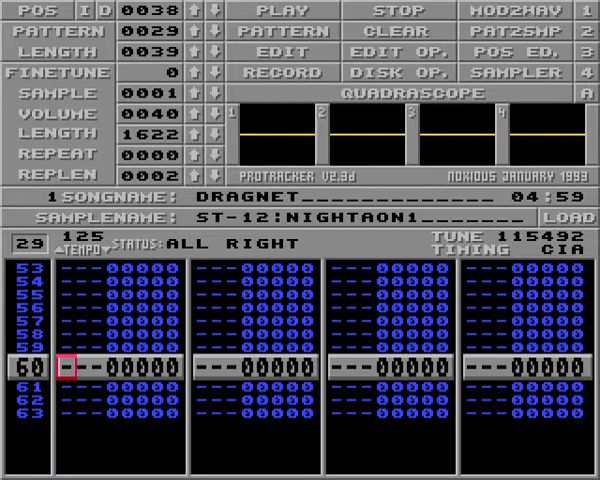 POS I D 0038 PLAY STOP MOD2WAV 1
PATTERN 0029 PATTERN CLEAR PAT2SMP 2
LENGTH 0039 EDIT EDIT OP. POS ED. 3
FINETUNE 0 RECORD DISK OP. SAMPLER 4
SAMPLE 0001 QUADRASCOPE A
VOLUME 0040 1 2 3 4
LENGTH 1622
REPEAT 0000
REPLEN 0002 PROTRACKER V2.3d NOXIOUS JANUARY 1993
1 SONGNAME: DRAGNET_____________ 04:59
SAMPLENAME: ST-12:NIGHTAON1_______ LOAD
29 125 TEMPO STATUS: ALL RIGHT TUNE 115492
TIMING CIA
53 ---00000 ---00000 ---00000 ---00000
54 ---00000 ---00000 ---00000 ---00000
55 ---00000 ---00000 ---00000 ---00000
56 ---00000 ---00000 ---00000 ---00000
57 ---00000 ---00000 ---00000 ---00000
58 ---00000 ---00000 ---00000 ---00000
59 ---00000 ---00000 ---00000 ---00000
60 ---00000 ---00000 ---00000 ---00000
61 ---00000 ---00000 ---00000 ---00000
62 ---00000 ---00000 ---00000 ---00000
63 ---00000 ---00000 ---00000 ---00000